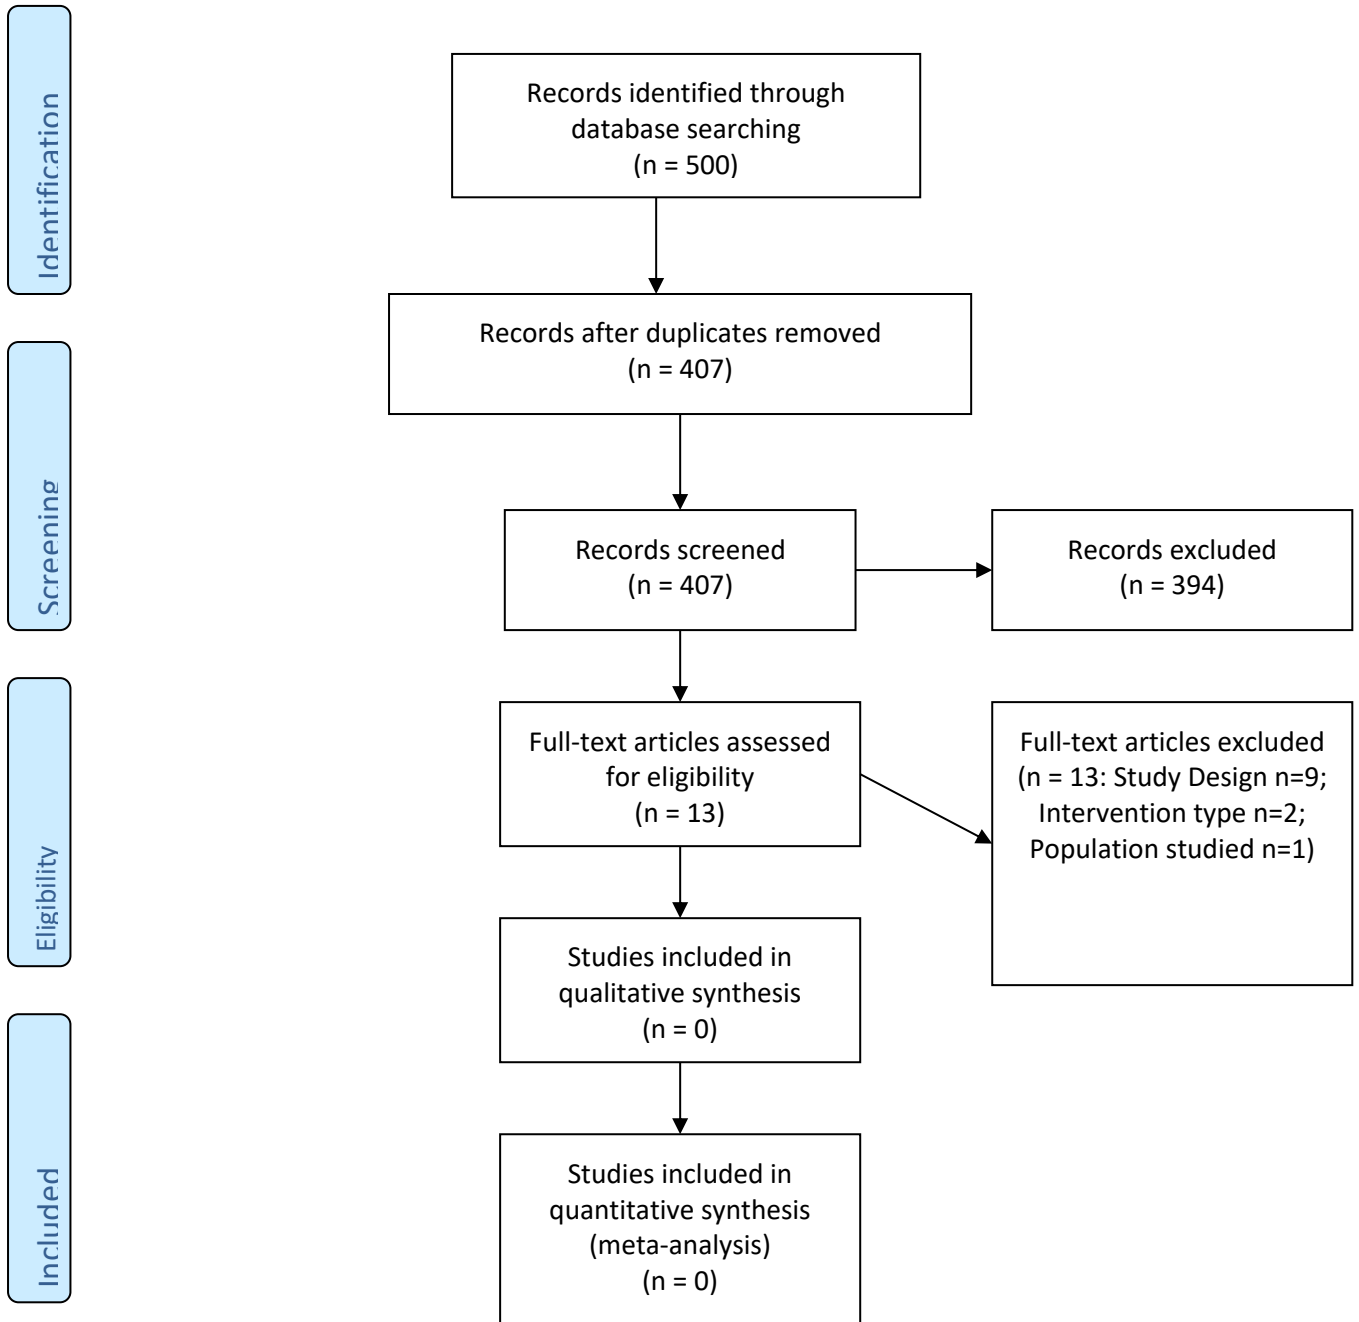 Identification
Records identified through
database searching
(n = 500)
Records after duplicates removed
(n = 407)
Screening
Records screened
(n = 407)
Records excluded
(n = 394)
Eligibility
Full-text articles assessed
for eligibility
(n = 13)
Full-text articles excluded
(n = 13: Study Design n=9;
Intervention type n=2;
Population studied n=1)
Studies included in
qualitative synthesis
(n = 0)
Included
Studies included in
quantitative synthesis
(meta-analysis)
(n = 0)